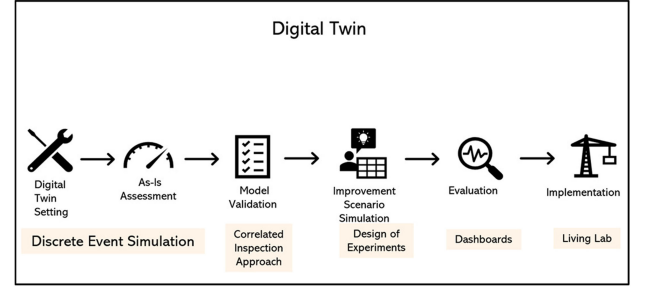 Digital Twin
Digital
Twin
Setting
As-Is
Assessment
Model
Validation
Improvement
Scenario
Simulation
Evaluation
Implementation
Discrete Event Simulation
Correlated
Inspection
Approach
Design of
Experiments
Dashboards
Living Lab